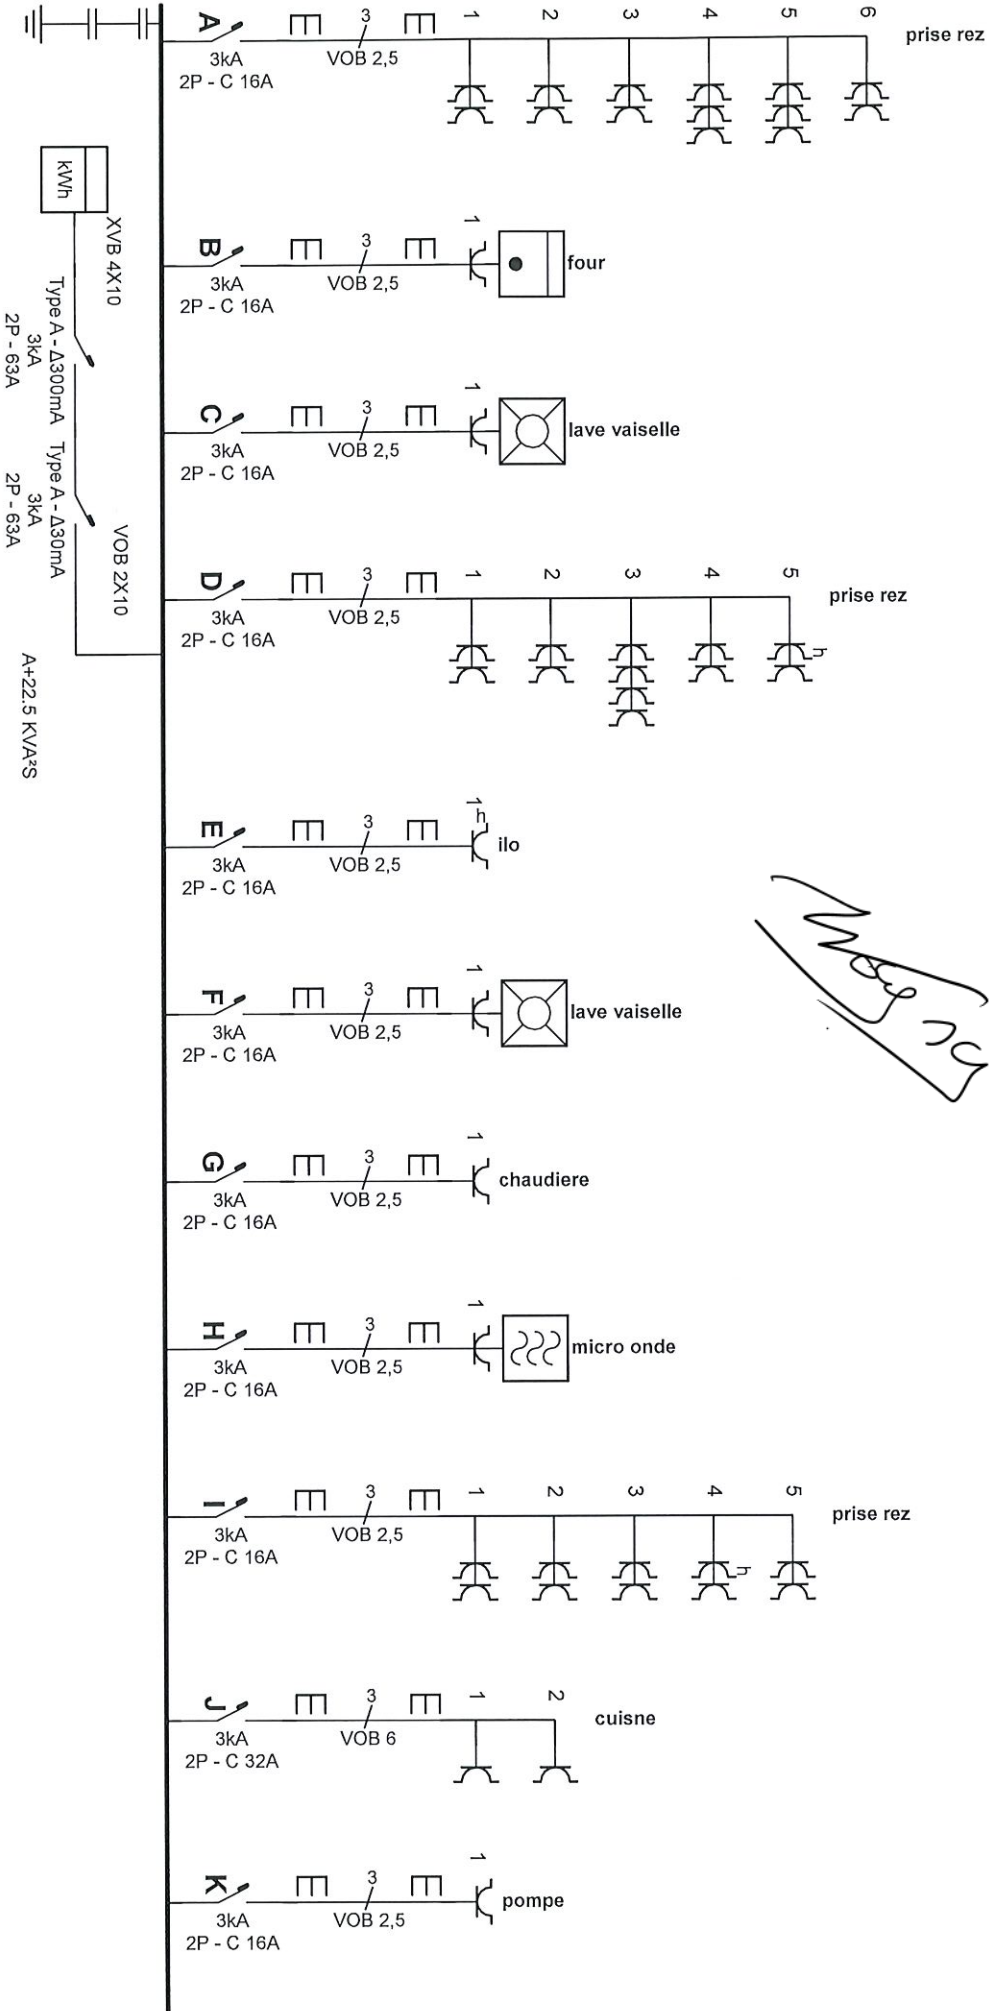 A
3kA
2P - C 16A
3
VOB 2,5
1
2
3
4
5
6
prise rez
kWh
XVB 4X10
Type A - Δ300mA
3kA
2P - 63A
Type A - Δ30mA
3kA
2P - 63A
VOB 2X10
A+22.5 KVA²S
B
3kA
2P - C 16A
3
VOB 2,5
1
four
C
3kA
2P - C 16A
3
VOB 2,5
1
lave vaiselle
D
3kA
2P - C 16A
3
VOB 2,5
1
2
3
4
5
h
prise rez
E
3kA
2P - C 16A
3
VOB 2,5
1
h
ilo
F
3kA
2P - C 16A
3
VOB 2,5
1
lave vaiselle
G
3kA
2P - C 16A
3
VOB 2,5
1
chaudiere
H
3kA
2P - C 16A
3
VOB 2,5
1
micro onde
I
3kA
2P - C 16A
3
VOB 2,5
1
2
3
4
h
5
prise rez
J
3kA
2P - C 32A
3
VOB 6
1
2
cuisne
K
3kA
2P - C 16A
3
VOB 2,5
1
pompe